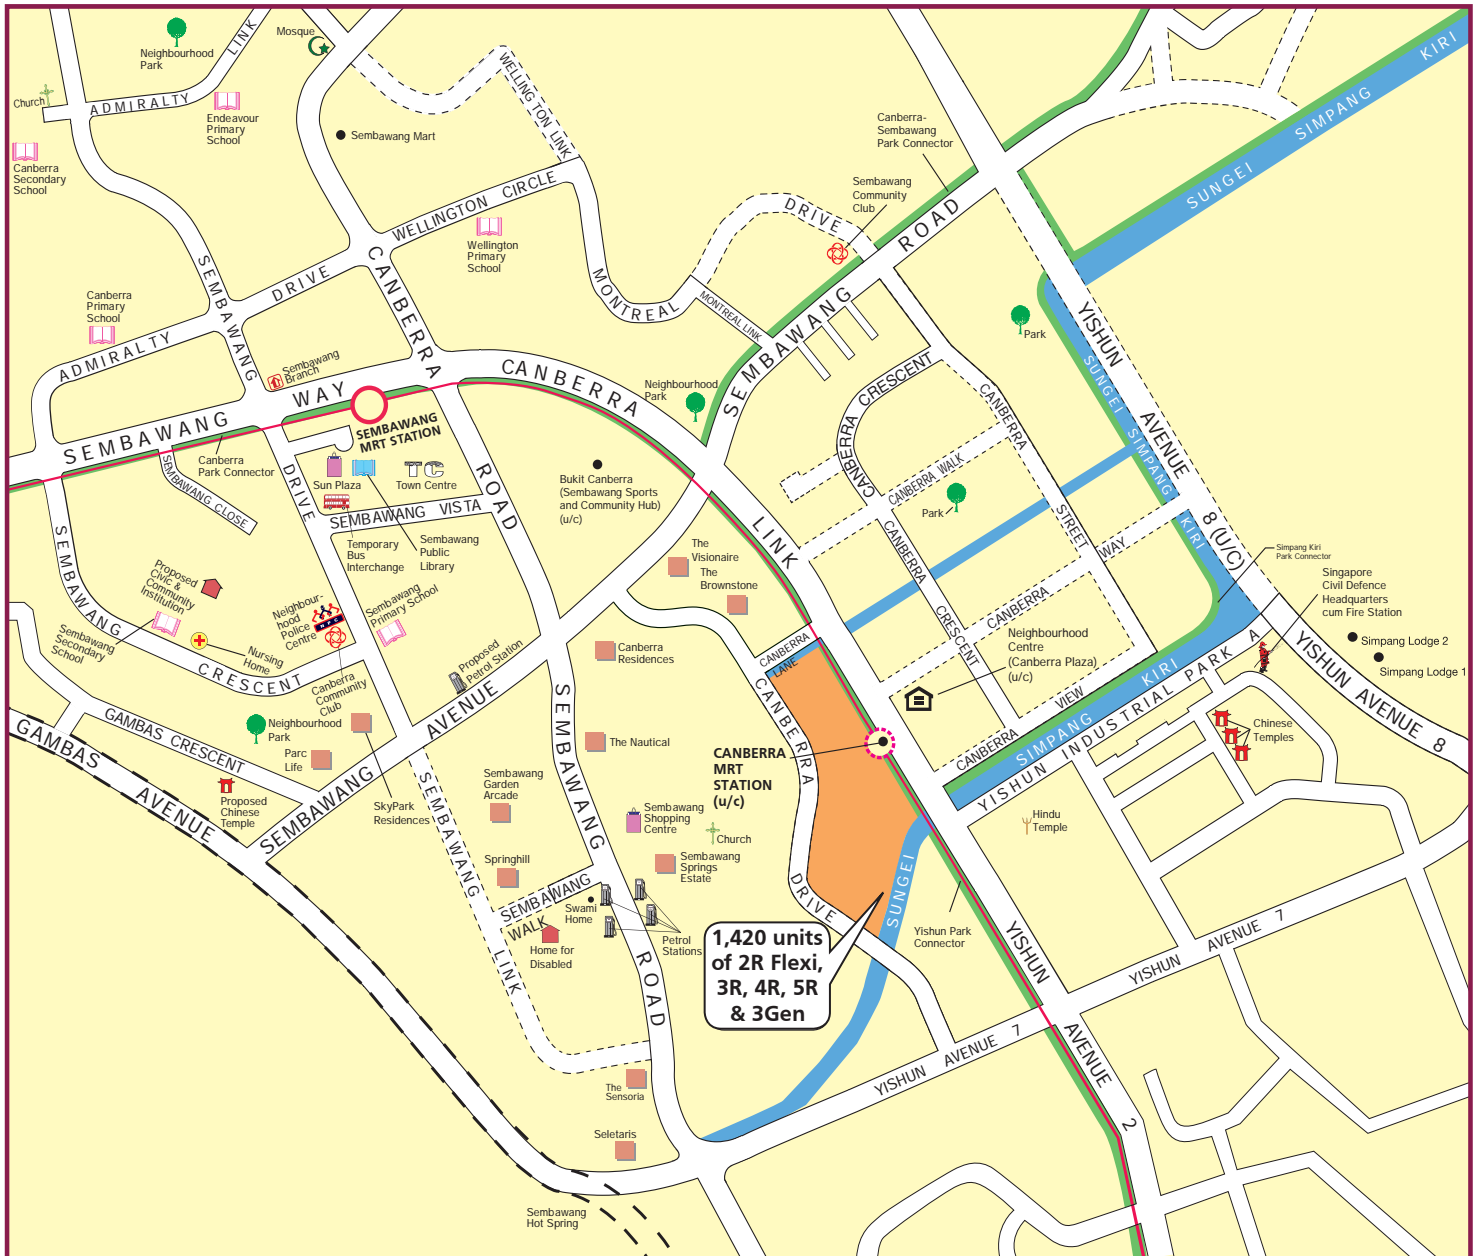 Mosque
LINK
Neighbourhood
Park
KIRI
WELLINGTON LINK
Church
ADMIRALTY
Endeavour
Primary
School
Sembawang Mart
SIMPANG
Canberra-
Sembawang
Park Connector
Canberra
Secondary
School
SUNGEI
Sembawang
Community
Club
WELLINGTON CIRCLE
DRIVE
ROAD
Wellington
Primary
School
SEMBAWANG
DRIVE
CANBERRA
MONTREAL
MONTREAL LINK
SEMBAWANG
Canberra
Primary
School
YISHUN
Park
ADMIRALTY
Sembawang
Branch
CANBERRA
Neighbourhood
Park
CRESCENT
CANBERRA
SUNGEI
WAY
SEMBAWANG
SEMBAWANG
MRT STATION
CANBERRA
AVENUE
SIMPANG
Canberra
Park Connector
SEMBAWANG CLOSE
DRIVE
Sun Plaza
TC
Town Centre
ROAD
Bukit Canberra
(Sembawang Sports
and Community Hub)
(u/c)
CANBERRA WALK
Park
STREET
SEMBAWANG VISTA
LINK
WAY
KIRI
8 (U/C)
Temporary
Bus
Interchange
Sembawang
Public
Library
SEMBAWANG
The
Visionaire
The
Brownstone
CANBERRA
Simpang Kiri
Park Connector
Singapore
Civil Defence
Headquarters
cum Fire Station
Proposed
Civic &
Community
Institution
Neighbour-
hood
Police
Centre
NPC
Sembawang
Primary School
CANBERRA
CRESCENT
Neighbourhood
Centre
(Canberra Plaza)
(u/c)
Simpang Lodge 2
Simpang Lodge 1
Sembawang
Secondary
School
Nursing
Home
CRESCENT
Canberra
Community
Club
Proposed
Petrol Station
Canberra
Residences
CANBERRA
LANE
KIRI
VIEW
YISHUN AVENUE 8
GAMBAS CRESCENT
Neighbourhood
Park
Parc
Life
AVENUE
SEMBAWANG
The Nautical
CANBERRA
CANBERRA
MRT
STATION
(u/c)
CANBERRA
SIMPANG
YISHUN INDUSTRIAL PARK A
Chinese
Temples
GAMBAS
AVENUE
Proposed
Chinese
Temple
SEMBAWANG
SkyPark
Residences
SEMBAWANG
Sembawang
Garden
Arcade
Sembawang
Shopping
Centre
Church
Hindu
Temple
Springhill
Sembawang
Springs
Estate
SUNGEI
SEMBAWANG
WALK
Swami
Home
DRIVE
LINK
Home for
Disabled
Petrol
Stations
ROAD
1,420 units
of 2R Flexi,
3R, 4R, 5R
& 3Gen
Yishun Park
Connector
YISHUN
YISHUN AVENUE 7
YISHUN AVENUE 7
AVENUE
2
The
Sensoria
Seletaris
Sembawang
Hot Spring